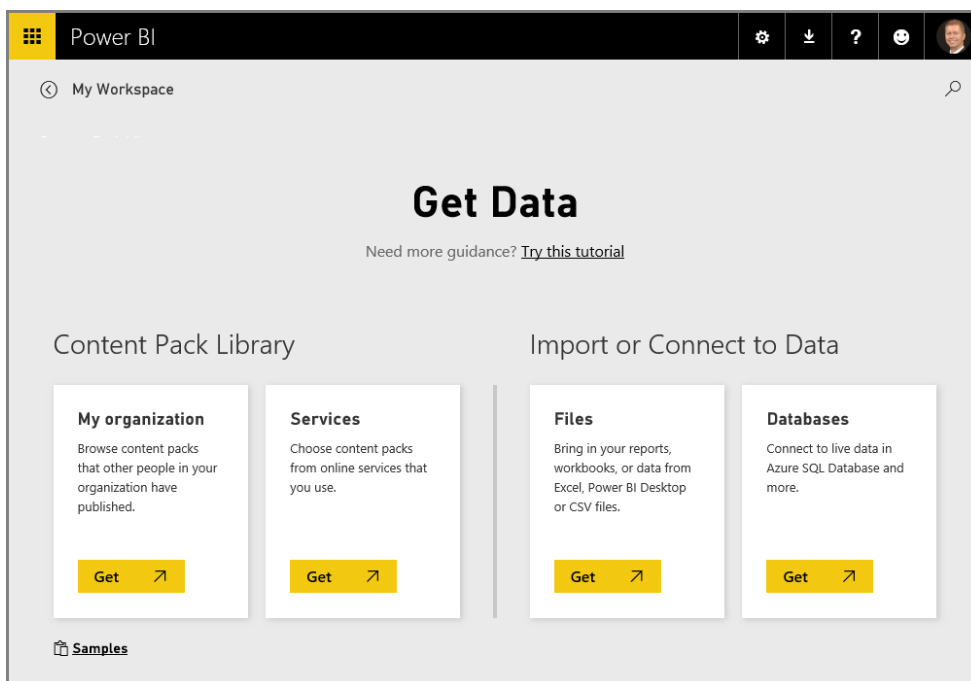 Power BI
?
My Workspace
Get Data
Need more guidance? Try this tutorial
Content Pack Library
Import or Connect to Data
My organization
Browse content packs
that other people in your
organization have
published.
Get
Services
Choose content packs
from online services that
you use.
Get
Files
Bring in your reports,
workbooks, or data from
Excel, Power BI Desktop
or CSV files.
Get
Databases
Connect to live data in
Azure SQL Database and
more.
Get
Samples